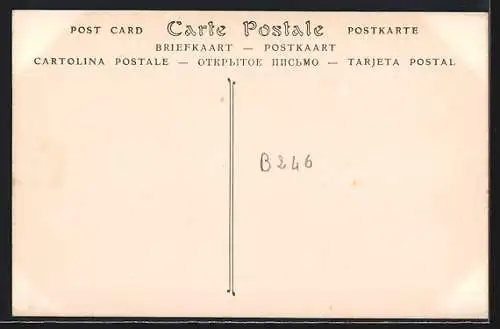 POST CARD Carte Postale POSTKARTE
BRIEFKAART — POSTKAART
CARTOLINA POSTALE — ОТКРЫТОЕ ПИСЬМО — TARJETA POSTAL
B246